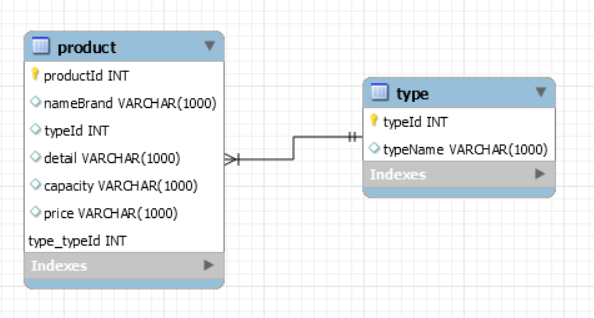 product
productId INT
nameBrand VARCHAR(1000)
typeId INT
detail VARCHAR(1000)
capacity VARCHAR(1000)
price VARCHAR(1000)
type_typeId INT
Indexes
type
typeId INT
typeName VARCHAR(1000)
Indexes